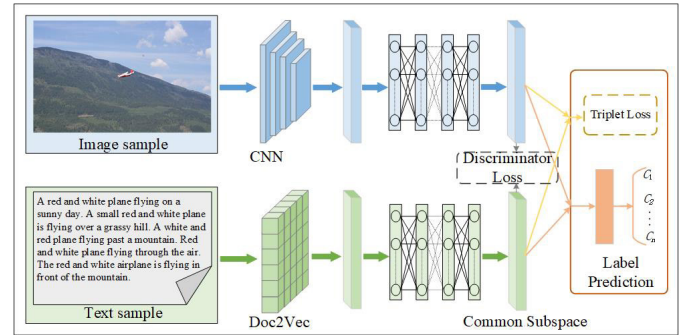 Image sample
CNN
Discriminator
Loss
Triplet Loss
C1
C2
⋮
Cn
Label
Prediction
A red and white plane flying on a
sunny day. A small red and white plane
is flying over a grassy hill. A white and
red plane flying past a mountain. Red
and white plane flying through the air.
The red and white airplane is flying in
front of the mountain.
Text sample
Doc2Vec
Common Subspace